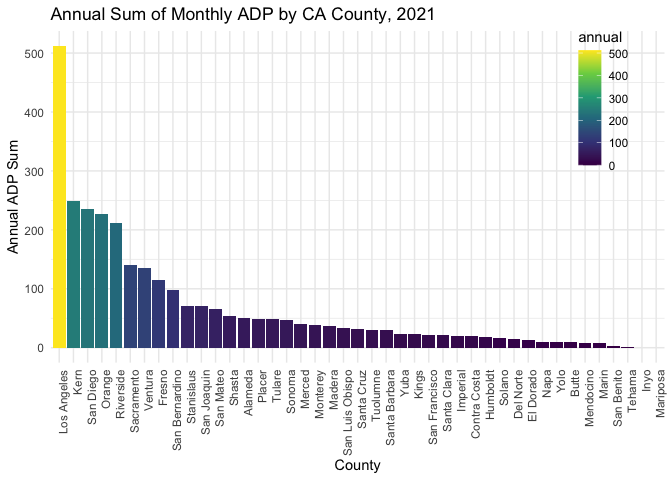 Annual Sum of Monthly ADP by CA County, 2021
annual
500
400
300
200
100
0
Annual ADP Sum
500
400
300
200
100
0
Los Angeles
Kern
San Diego
Orange
Riverside
Sacramento
Ventura
Fresno
San Bernardino
Stanislaus
San Joaquin
San Mateo
Shasta
Alameda
Placer
Tulare
Sonoma
Merced
Monterey
Madera
San Luis Obispo
Santa Cruz
Tuolumne
Santa Barbara
Yuba
Kings
San Francisco
Santa Clara
Imperial
Contra Costa
Humboldt
Solano
Del Norte
El Dorado
Napa
Yolo
Butte
Mendocino
Marin
San Benito
Tehama
Inyo
Mariposa
County